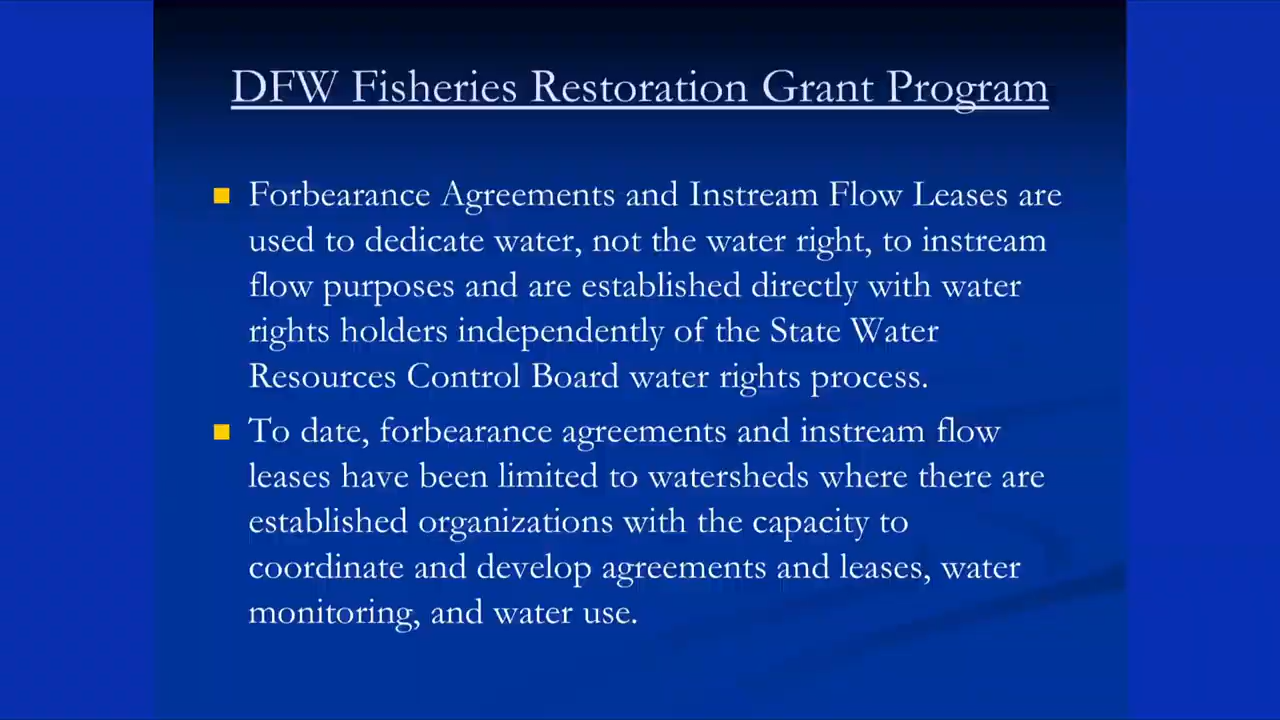 DFW Fisheries Restoration Grant Program
Forbearance Agreements and Instream Flow Leases are
used to dedicate water, not the water right, to instream
flow purposes and are established directly with water
rights holders independently of the State Water
Resources Control Board water rights process.
To date, forbearance agreements and instream flow
leases have been limited to watersheds where there are
established organizations with the capacity to
coordinate and develop agreements and leases, water
monitoring, and water use.